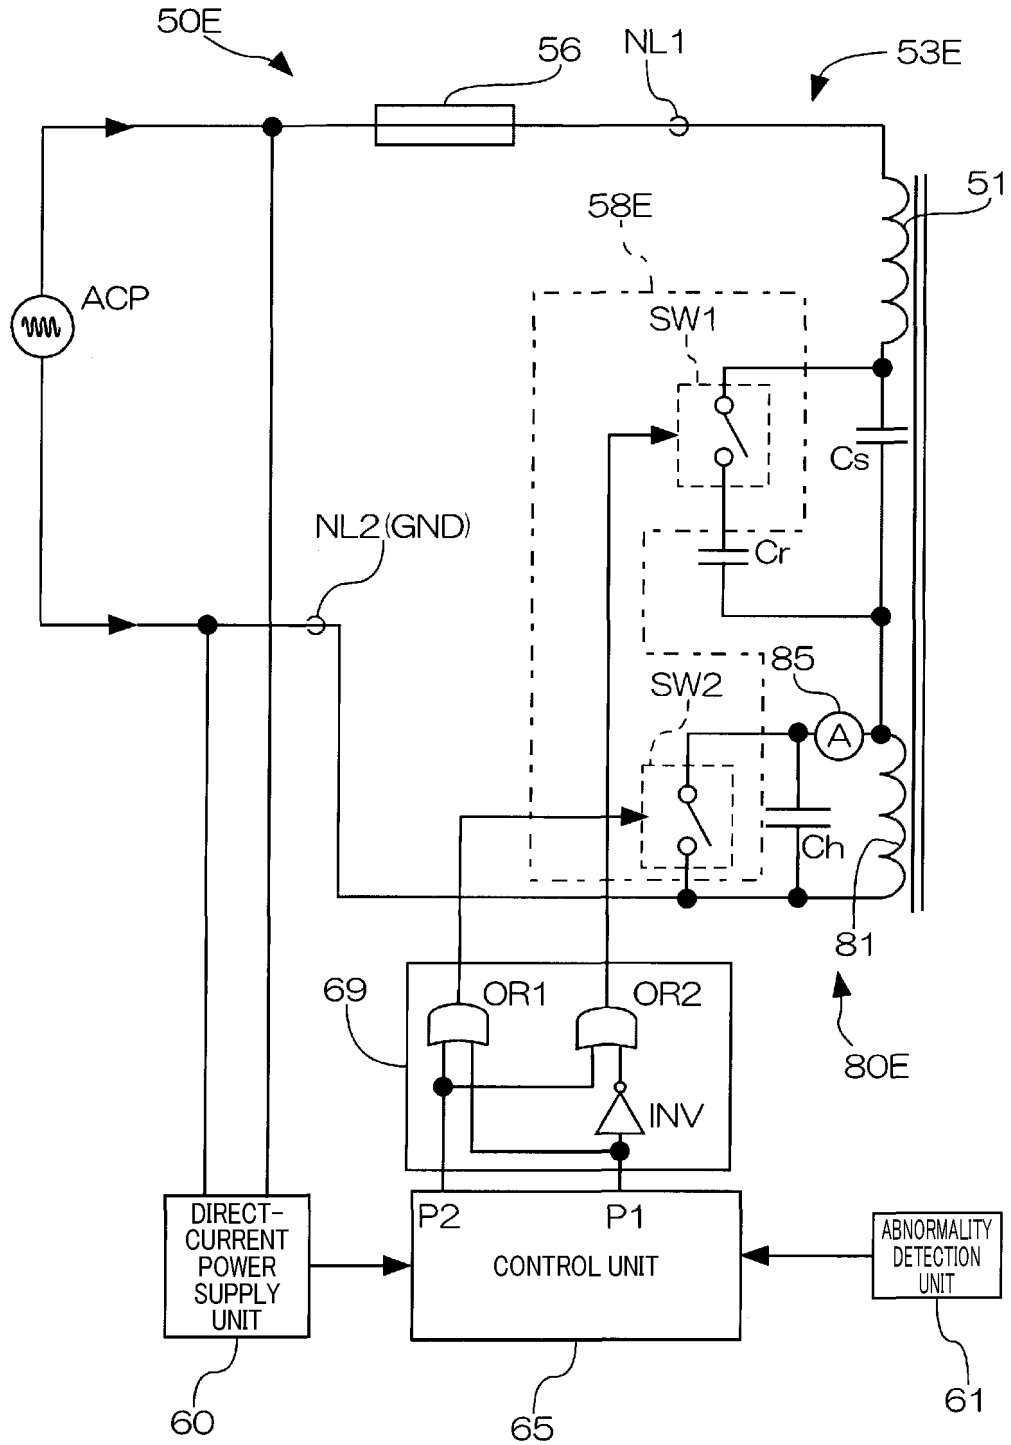 50E
56
NL1
53E
51
58E
ACP
SW1
Cs
NL2(GND)
Cr
85
SW2
A
Ch
81
69
OR1
OR2
80E
INV
P2
P1
DIRECT-
CURRENT
POWER
SUPPLY
UNIT
CONTROL UNIT
ABNORMALITY
DETECTION
UNIT
60
65
61